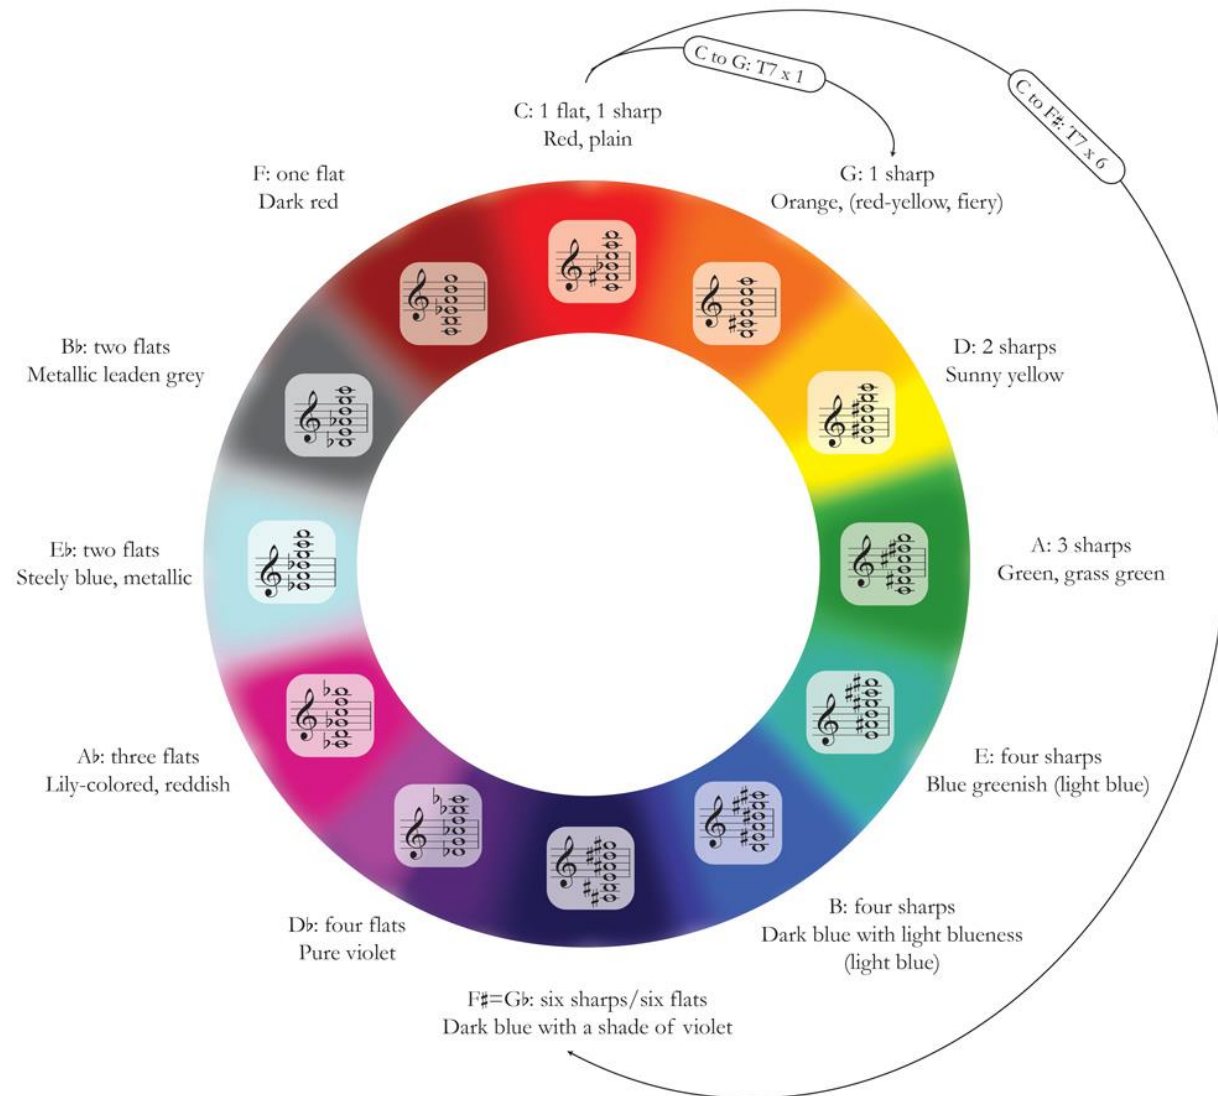 C to G: T7 x 1
C to F♯: T7 x 6
C: 1 flat, 1 sharp
Red, plain
G: 1 sharp
Orange, (red-yellow, fiery)
D: 2 sharps
Sunny yellow
A: 3 sharps
Green, grass green
E: four sharps
Blue greenish (light blue)
B: four sharps
Dark blue with light blueness
(light blue)
F♯=G♭: six sharps/six flats
Dark blue with a shade of violet
D♭: four flats
Pure violet
A♭: three flats
Lily-colored, reddish
E♭: two flats
Steely blue, metallic
B♭: two flats
Metallic leaden grey
F: one flat
Dark red